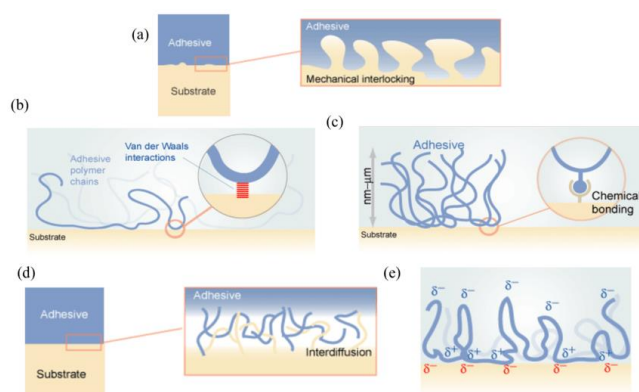 (a)
Adhesive
Substrate
Adhesive
Mechanical interlocking
(b)
Adhesive
polymer
chains
Van der Waals
interactions
Substrate
(c)
Adhesive
nm–μm
Chemical
bonding
Substrate
(d)
Adhesive
Substrate
Adhesive
Interdiffusion
(e)
δ− δ− δ− δ− δ−
δ+ δ+ δ+ δ+
δ− δ− δ− δ− δ−